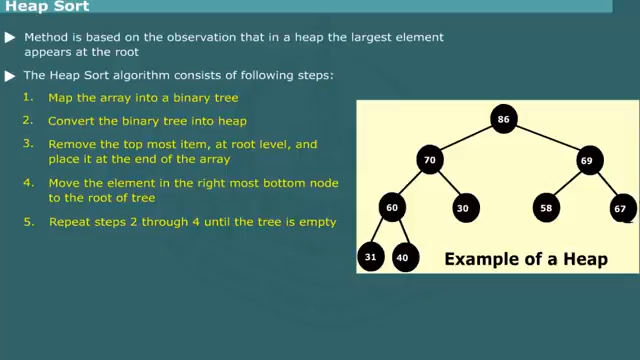 Heap Sort
Method is based on the observation that in a heap the largest element
appears at the root
The Heap Sort algorithm consists of following steps:
1. Map the array into a binary tree
2. Convert the binary tree into heap
3. Remove the top most item, at root level, and
place it at the end of the array
4. Move the element in the right most bottom node
to the root of tree
5. Repeat steps 2 through 4 until the tree is empty
86
70 69
60 30 58 67
31 40
Example of a Heap